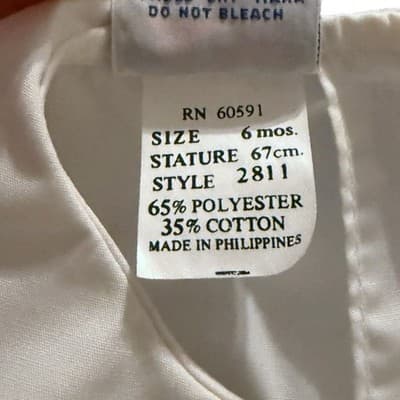 DO NOT BLEACH
RN 60591
SIZE 6 mos.
STATURE 67cm.
STYLE 2811
65% POLYESTER
35% COTTON
MADE IN PHILIPPINES